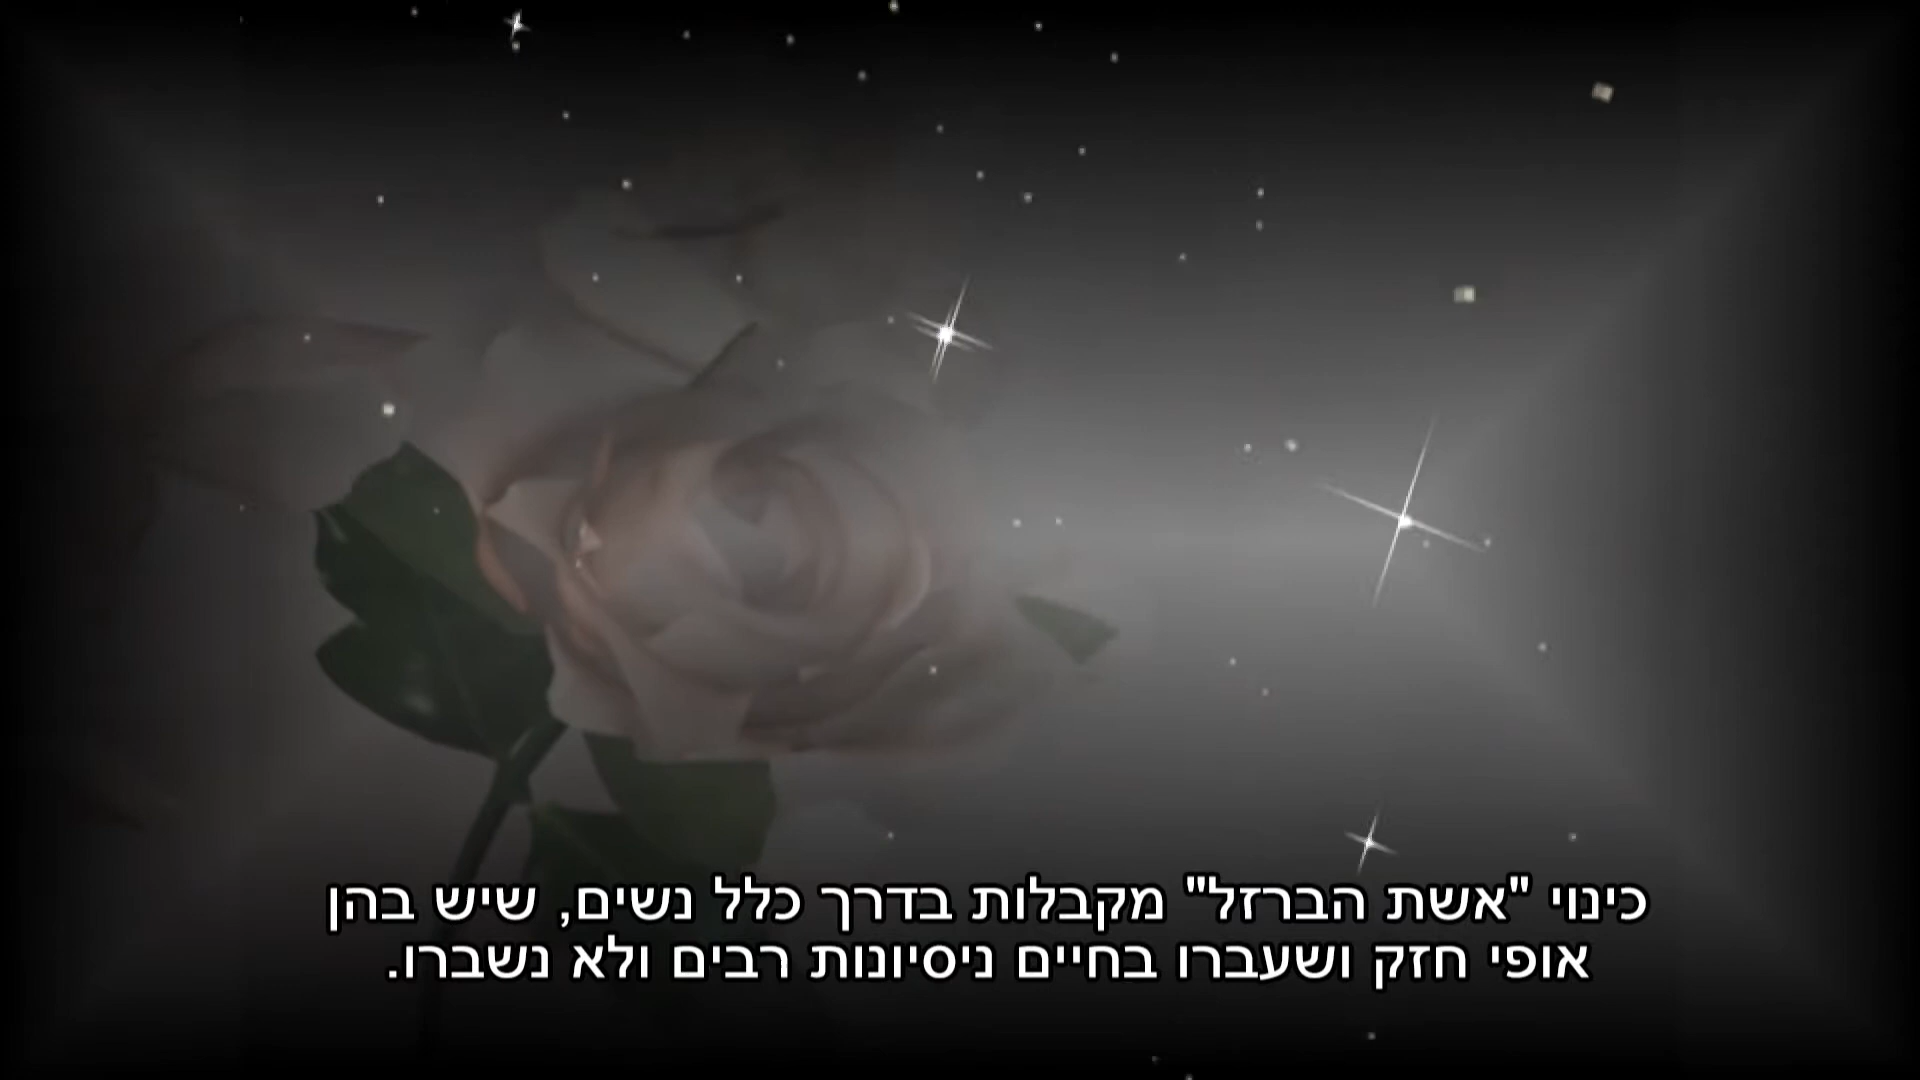 כינוי "אשת הברזל" מקבלות בדרך כלל נשים, שיש בהן
אופי חזק ושעברו בחיים ניסיונות רבים ולא נשברו.